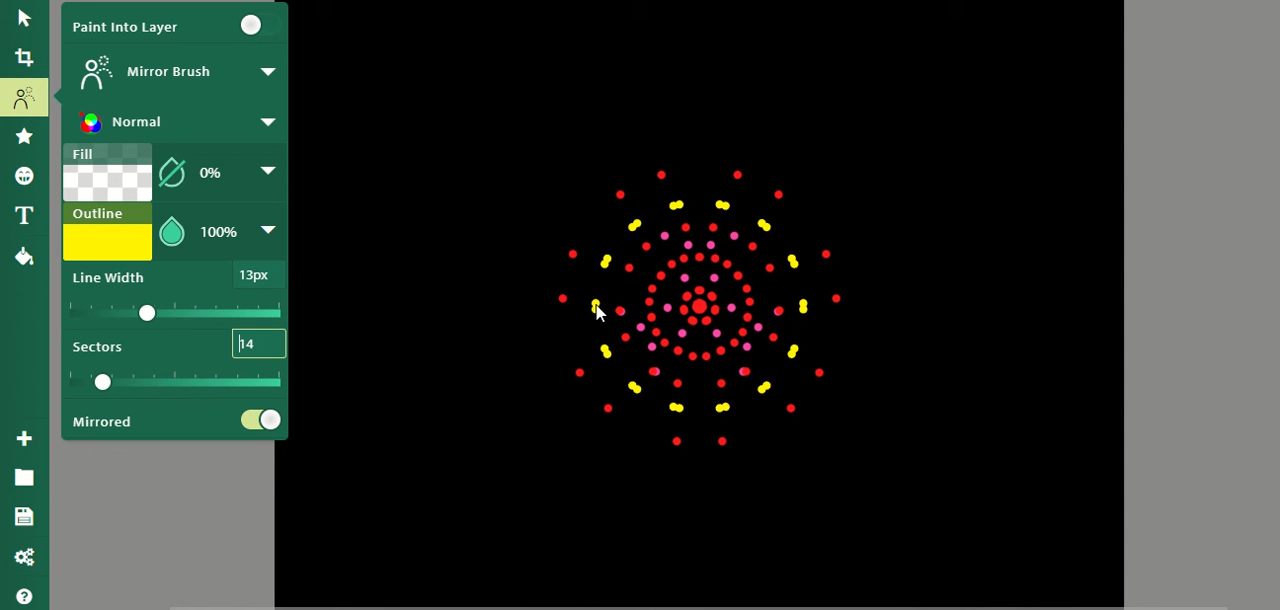 Paint Into Layer
Mirror Brush
Normal
Fill
0%
Outline
100%
Line Width
13px
Sectors
14
Mirrored
T
?